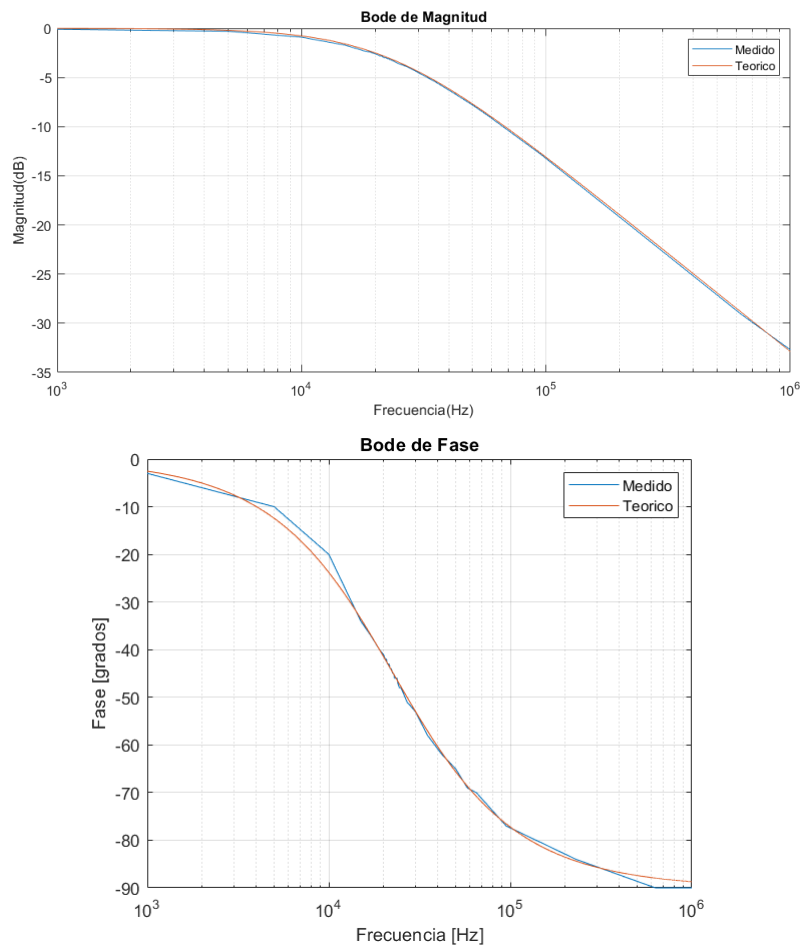 Bode de Magnitud
0
-5
-10
-15
-20
-25
-30
-35
Magnitud(dB)
Medido
Teorico
10^3
10^4
10^5
10^6
Frecuencia(Hz)
Bode de Fase
0
-10
-20
-30
-40
-50
-60
-70
-80
-90
Fase [grados]
Medido
Teorico
10^3
10^4
10^5
10^6
Frecuencia [Hz]